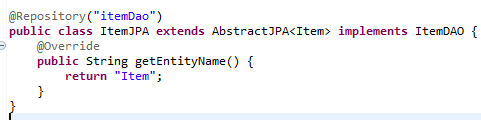 @Repository("itemDao")
public class ItemJPA extends AbstractJPA<Item> implements ItemDAO {
    @Override
    public String getEntityName() {
        return "Item";
    }
}